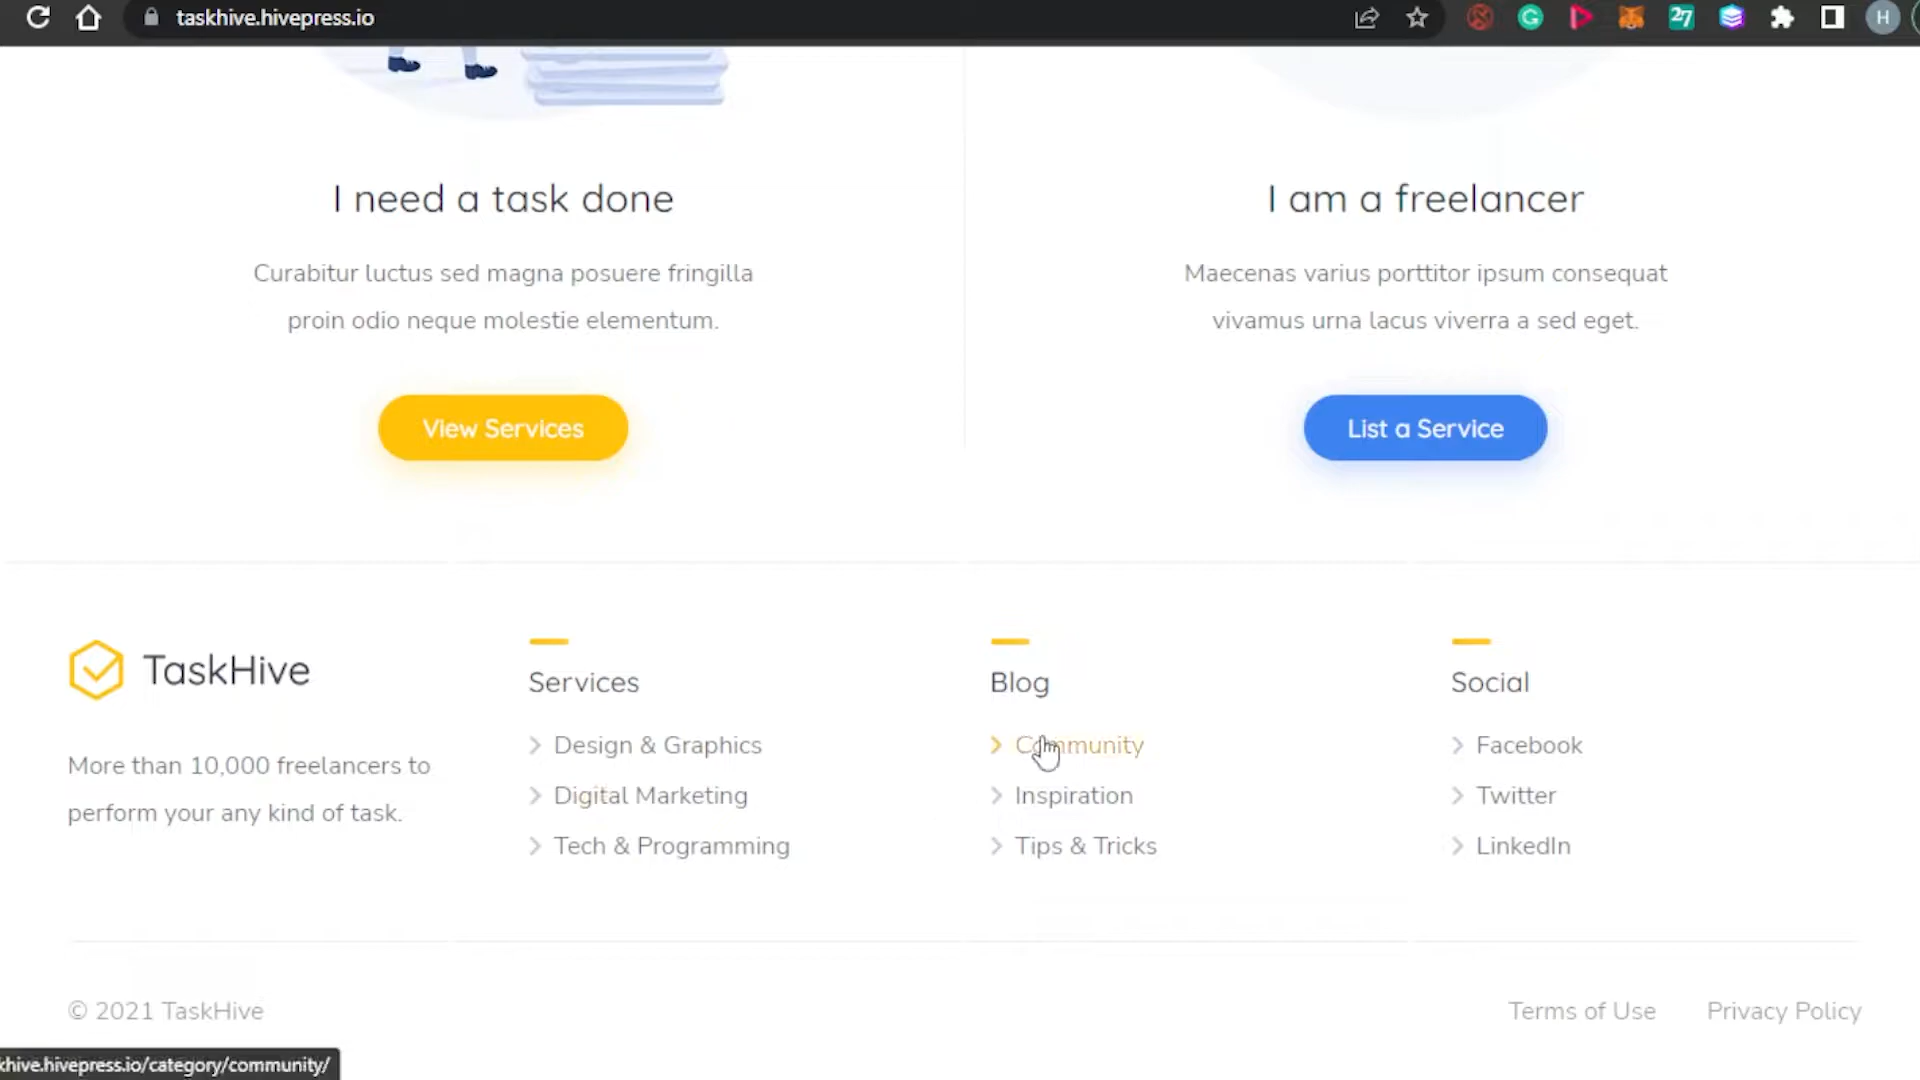 taskhive.hivepress.io
27
H
I need a task done
Curabitur luctus sed magna posuere fringilla
proin odio neque molestie elementum.
View Services
I am a freelancer
Maecenas varius porttitor ipsum consequat
vivamus urna lacus viverra a sed eget.
List a Service
TaskHive
More than 10,000 freelancers to
perform your any kind of task.
Services
Design & Graphics
Digital Marketing
Tech & Programming
Blog
Community
Inspiration
Tips & Tricks
Social
Facebook
Twitter
LinkedIn
© 2021 TaskHive
Terms of Use
Privacy Policy
khive.hivepress.io/category/community/